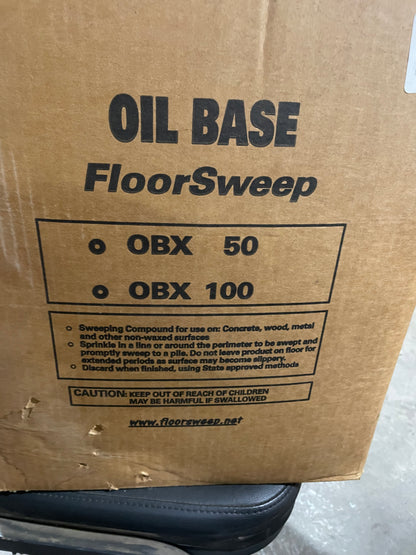 OIL BASE
FloorSweep
OBX 50
OBX 100
Sweeping Compound for use on: Concrete, wood, metal
and other non-waxed surfaces
Sprinkle in a line or around the perimeter to be swept and
promptly sweep to a pile. Do not leave product on floor for
extended periods as surface may become slippery.
Discard when finished, using State approved methods
CAUTION: KEEP OUT OF REACH OF CHILDREN
MAY BE HARMFUL IF SWALLOWED
www.floorsweep.net